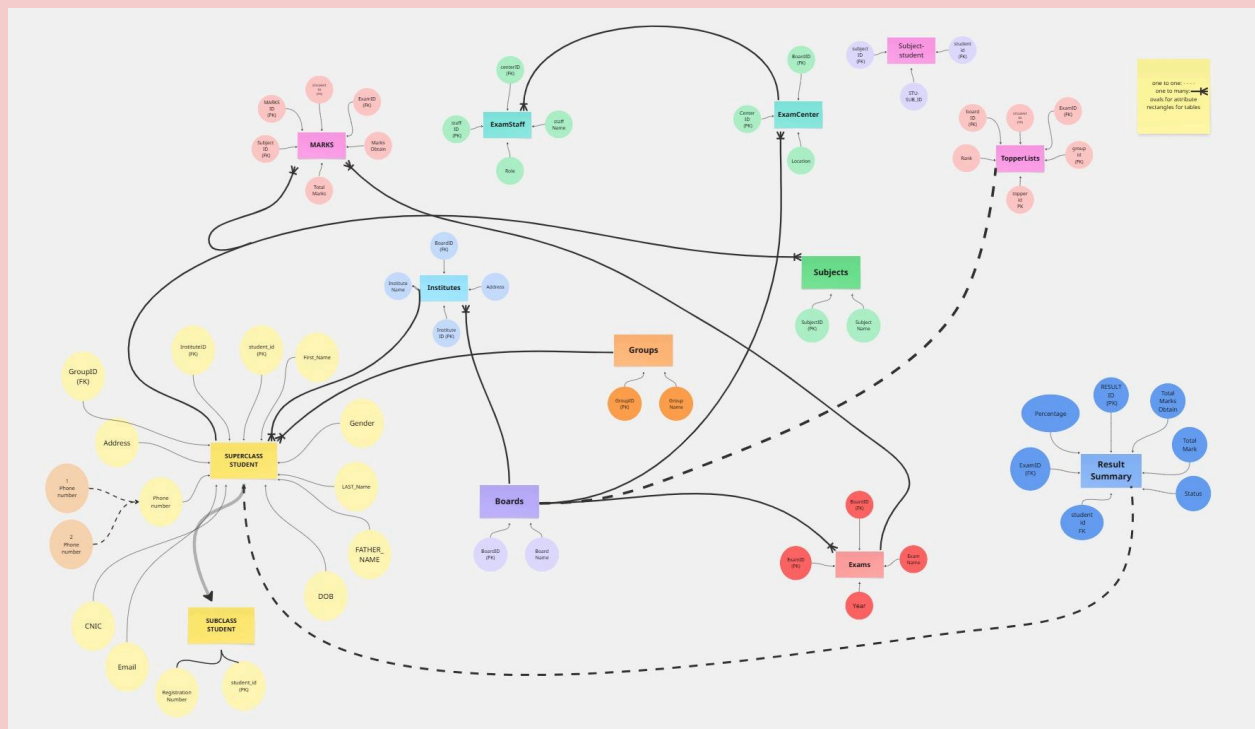 MARKS
ID
(FK)
ExamID
(FK)
Subject
ID
(PK)
MARKS
Marks
Obtain
Total
Marks
centerID
(FK)
staff
ID
(PK)
ExamStaff
staff
Name
Role
BoardID
(FK)
Center
ID
(PK)
ExamCenter
Location
subject
ID
(FK)
Subject-
student
student
id
(FK)
STU-
SUB_ID
one to one: - - - -
one to many:
ovals for attribute
rectangles for tables
board
ID
(FK)
ExamID
(FK)
Rank
TopperLists
group
id
(FK)
topper
id
PK
BoardID
(FK)
Institute
Name
Institutes
Address
Institute
ID (PK)
Subjects
SubjectID
(PK)
Subject
Name
Groups
GroupID
(PK)
Group
Name
InstituteID
(FK)
student_id
(PK)
First_Name
GroupID
(FK)
Address
Gender
SUPERCLASS
STUDENT
LAST_Name
1
Phone
number
Phone
number
2
Phone
number
FATHER_
NAME
DOB
CNIC
Email
SUBCLASS
STUDENT
Registration
Number
student_id
(PK)
Boards
BoardID
(PK)
Board
Name
BoardID
(FK)
ExamID
(PK)
Exams
Exam
Name
Year
RESULT
ID
(PK)
Total
Marks
Obtain
Percentage
Total
Mark
ExamID
(FK)
Result
Summary
Status
student
id
FK